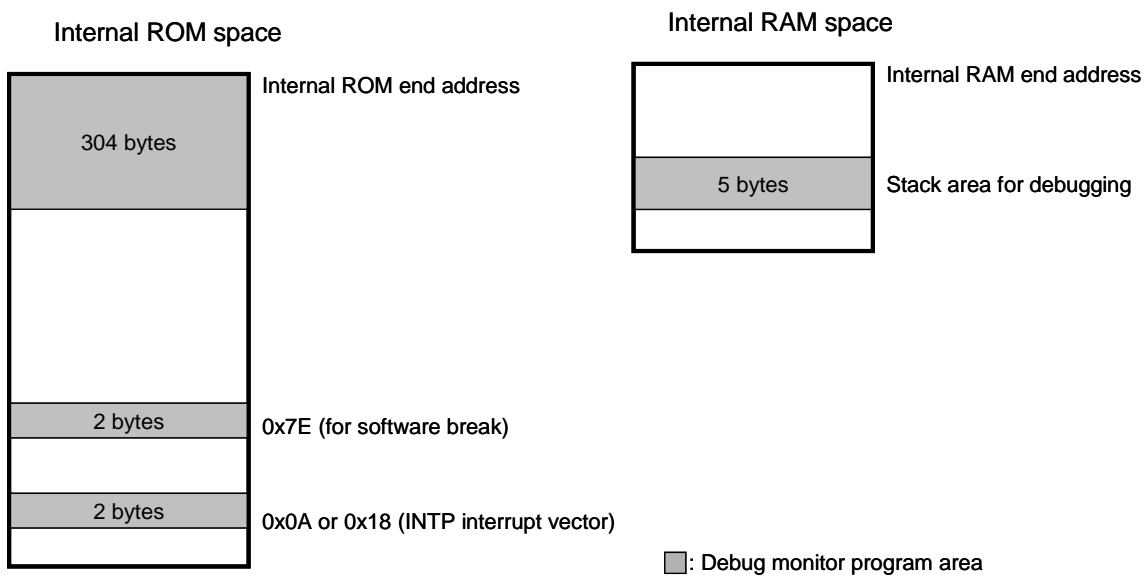 Internal ROM space
Internal ROM end address
304 bytes
2 bytes
0x7E (for software break)
2 bytes
0x0A or 0x18 (INTP interrupt vector)
Internal RAM space
Internal RAM end address
5 bytes
Stack area for debugging
: Debug monitor program area